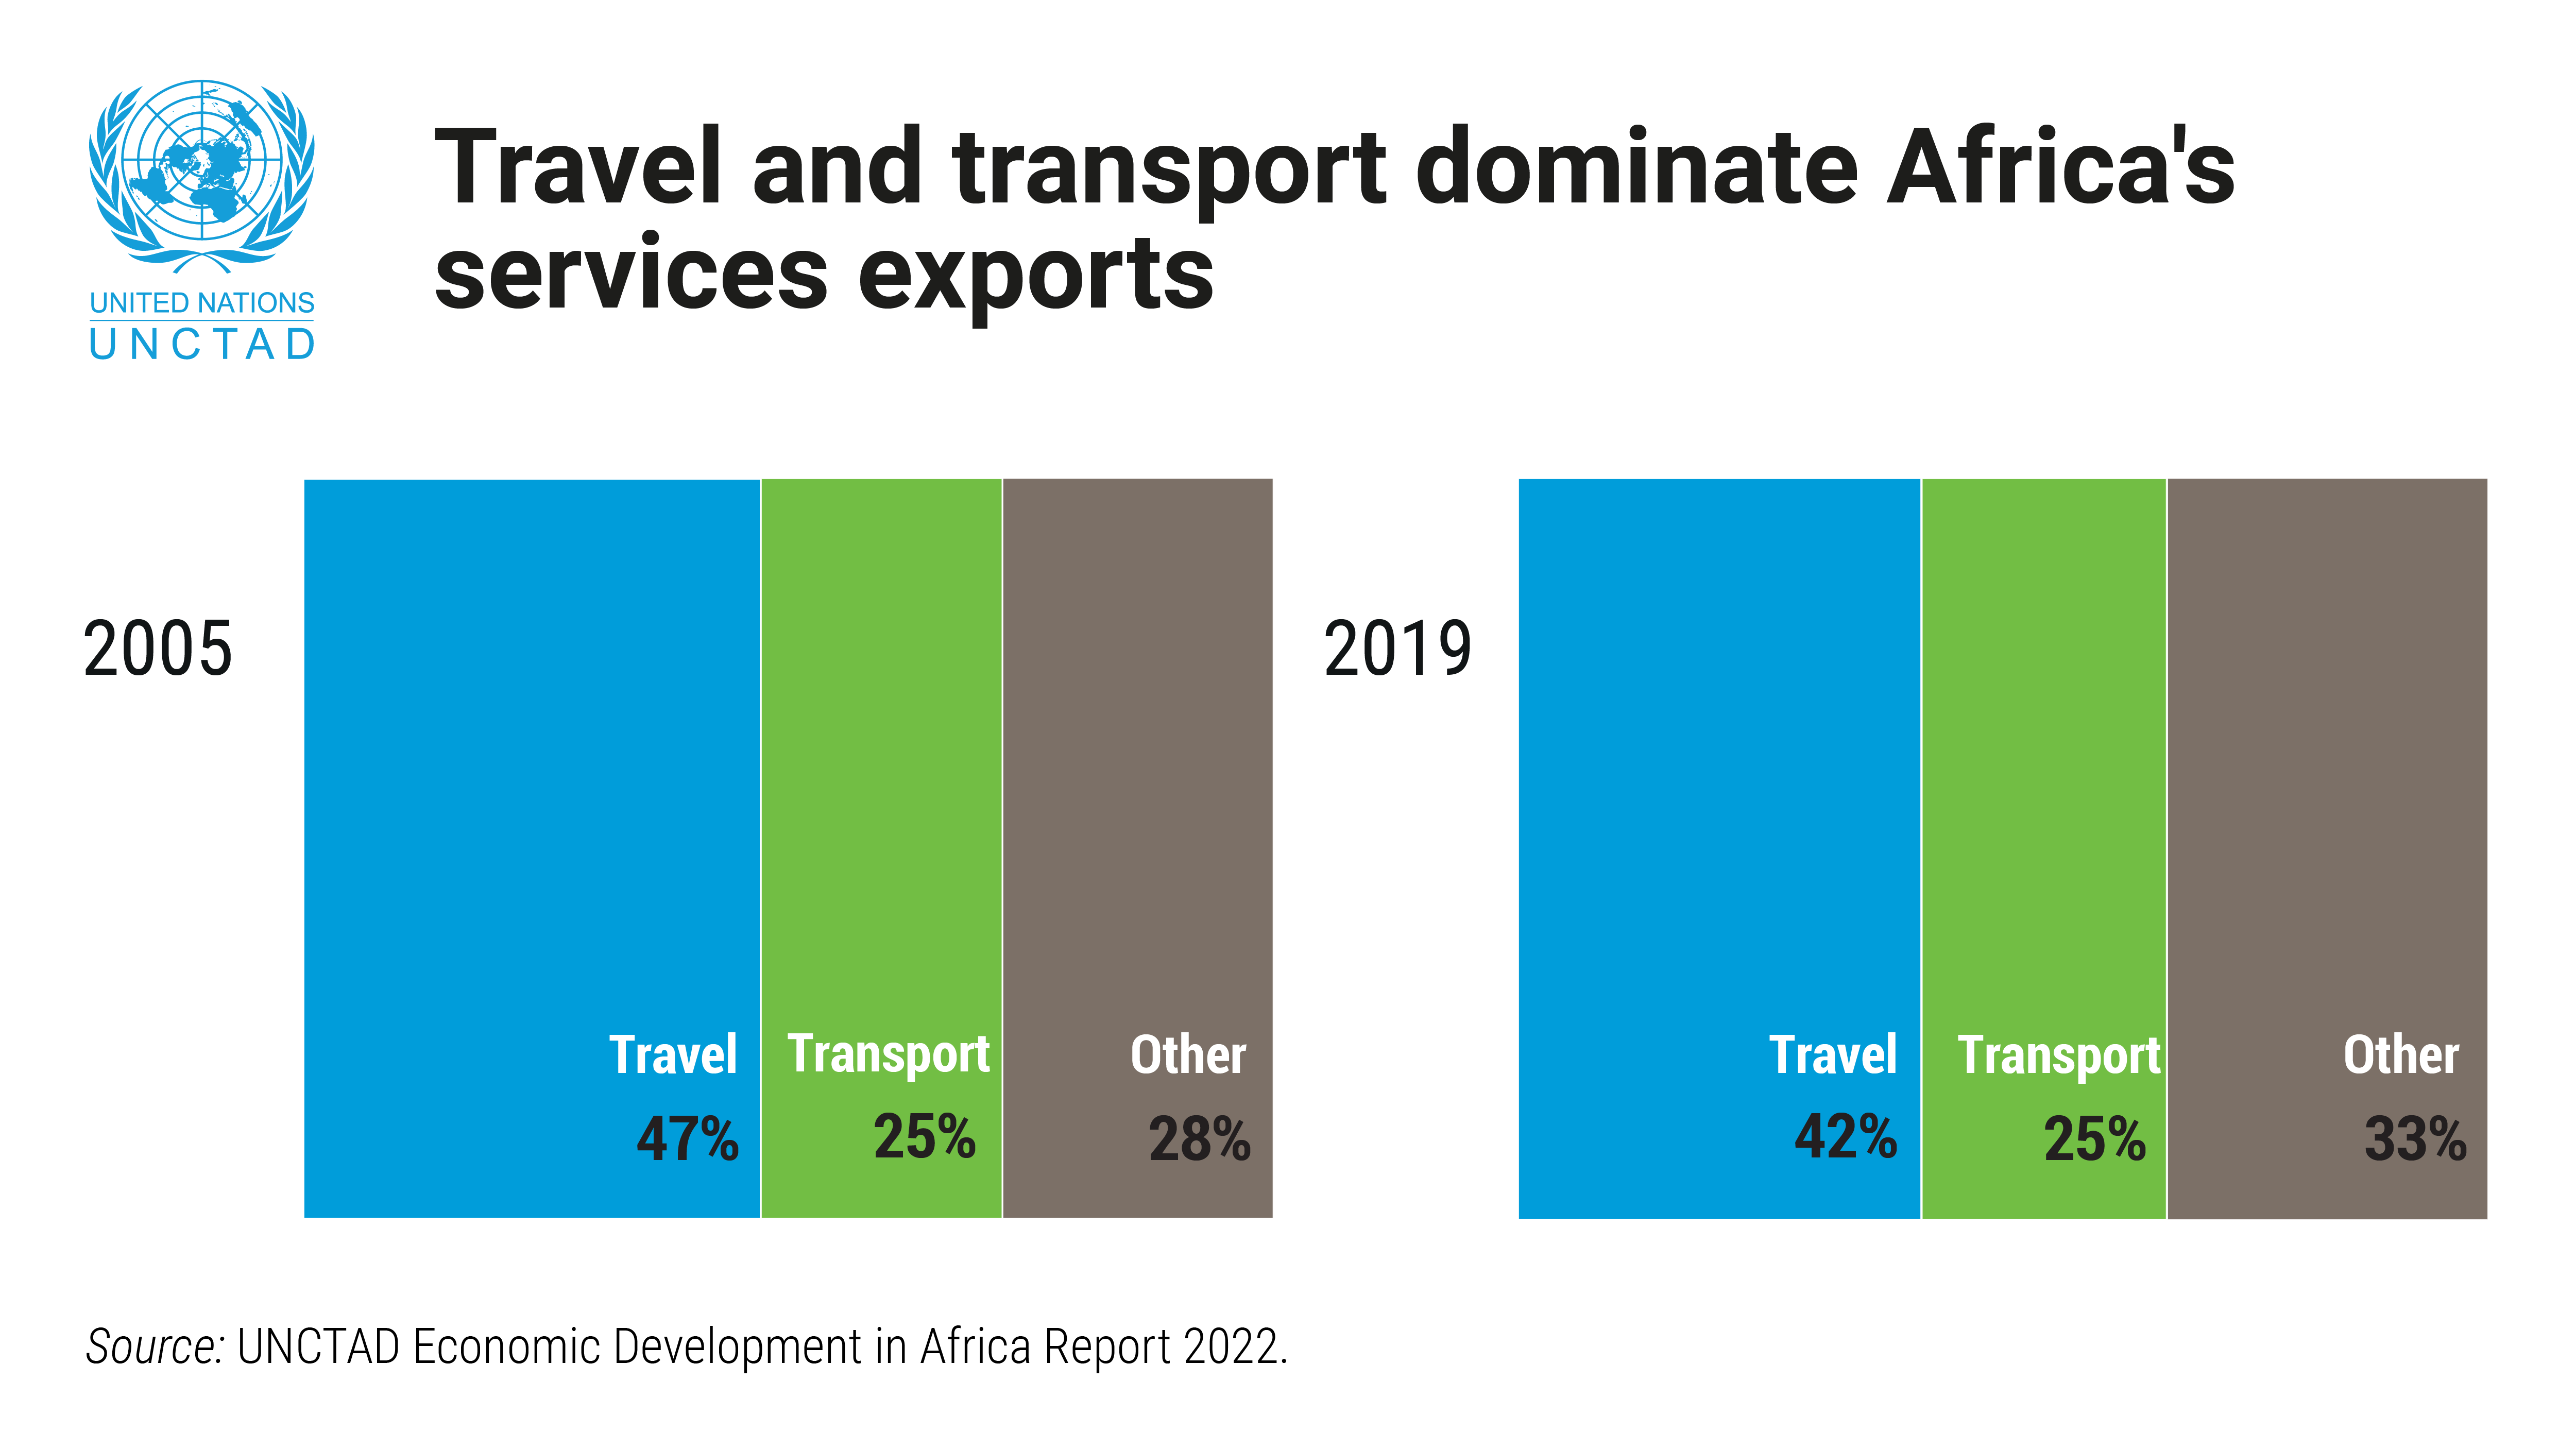 UNITED NATIONS
UNCTAD
Travel and transport dominate Africa's
services exports
2005
Travel
47%
Transport
25%
Other
28%
2019
Travel
42%
Transport
25%
Other
33%
Source: UNCTAD Economic Development in Africa Report 2022.